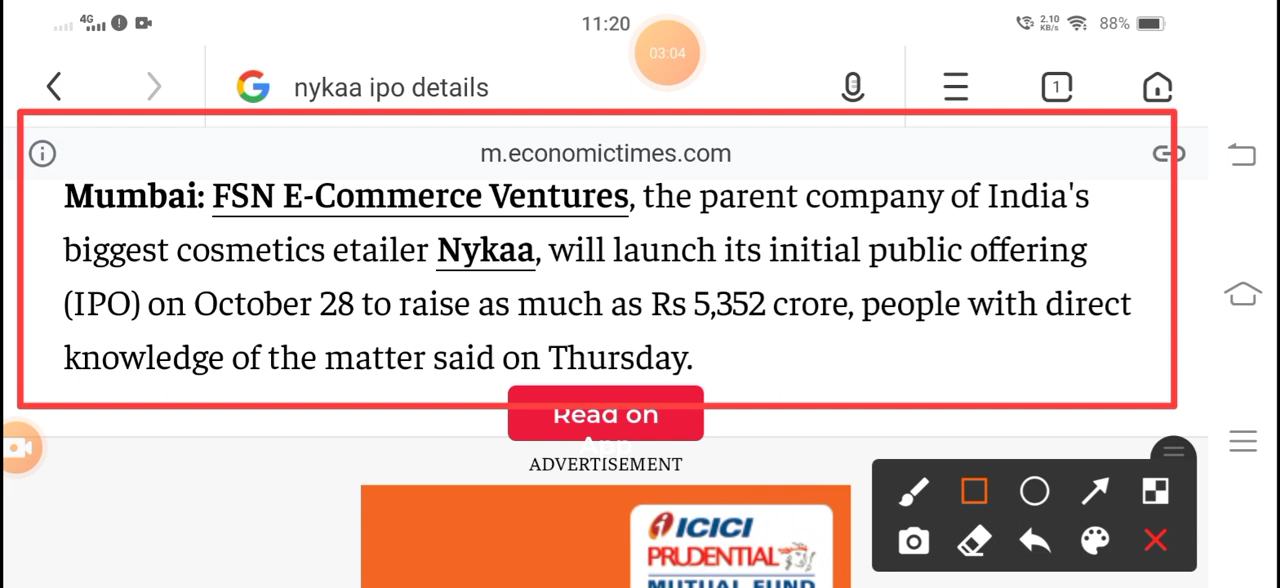 4G 11:20 03:04 2.10 KB/s 88%
nykaa ipo details 1
m.economictimes.com
Mumbai: FSN E-Commerce Ventures, the parent company of India's
biggest cosmetics etailer Nykaa, will launch its initial public offering
(IPO) on October 28 to raise as much as Rs 5,352 crore, people with direct
knowledge of the matter said on Thursday.
Read on
App
ADVERTISEMENT
ICICI
PRUDENTIAL
MUTUAL FUND